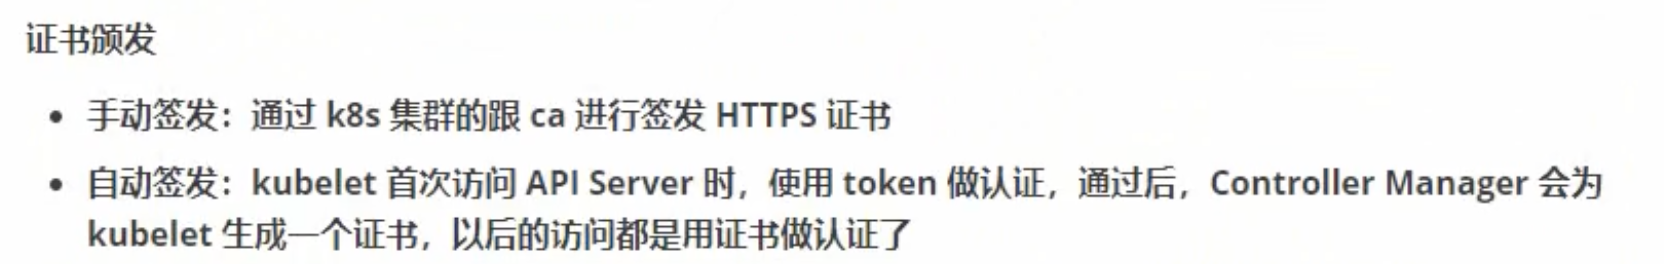 证书颁发
• 手动签发：通过 k8s 集群的跟 ca 进行签发 HTTPS 证书
• 自动签发：kubelet 首次访问 API Server 时，使用 token 做认证，通过后，Controller Manager 会为
kubelet 生成一个证书，以后的访问都是用证书做认证了